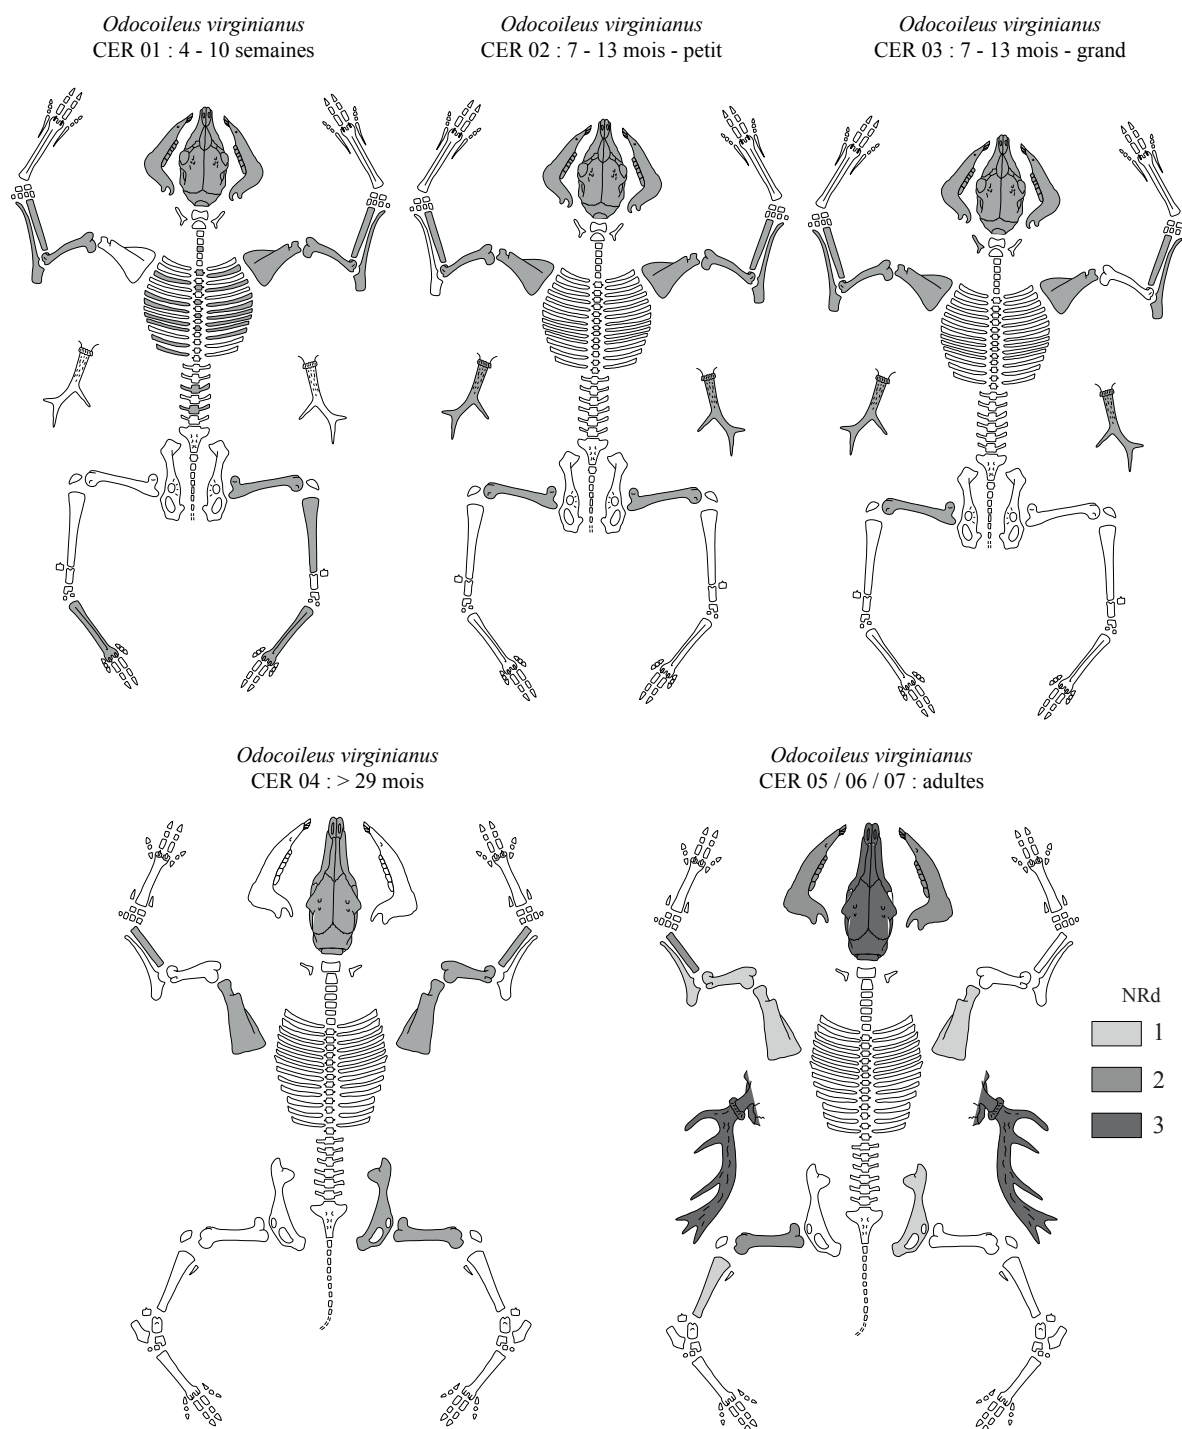 Odocoileus virginianus
CER 01 : 4 - 10 semaines
Odocoileus virginianus
CER 02 : 7 - 13 mois - petit
Odocoileus virginianus
CER 03 : 7 - 13 mois - grand
Odocoileus virginianus
CER 04 : > 29 mois
Odocoileus virginianus
CER 05 / 06 / 07 : adultes
NRd
1
2
3